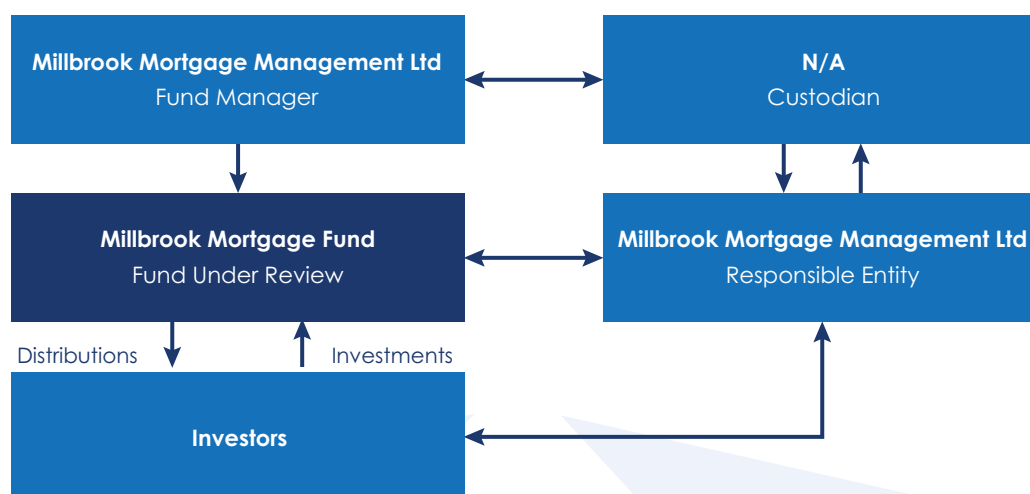 Millbrook Mortgage Management Ltd
Fund Manager
N/A
Custodian
Millbrook Mortgage Fund
Fund Under Review
Millbrook Mortgage Management Ltd
Responsible Entity
Distributions
Investments
Investors